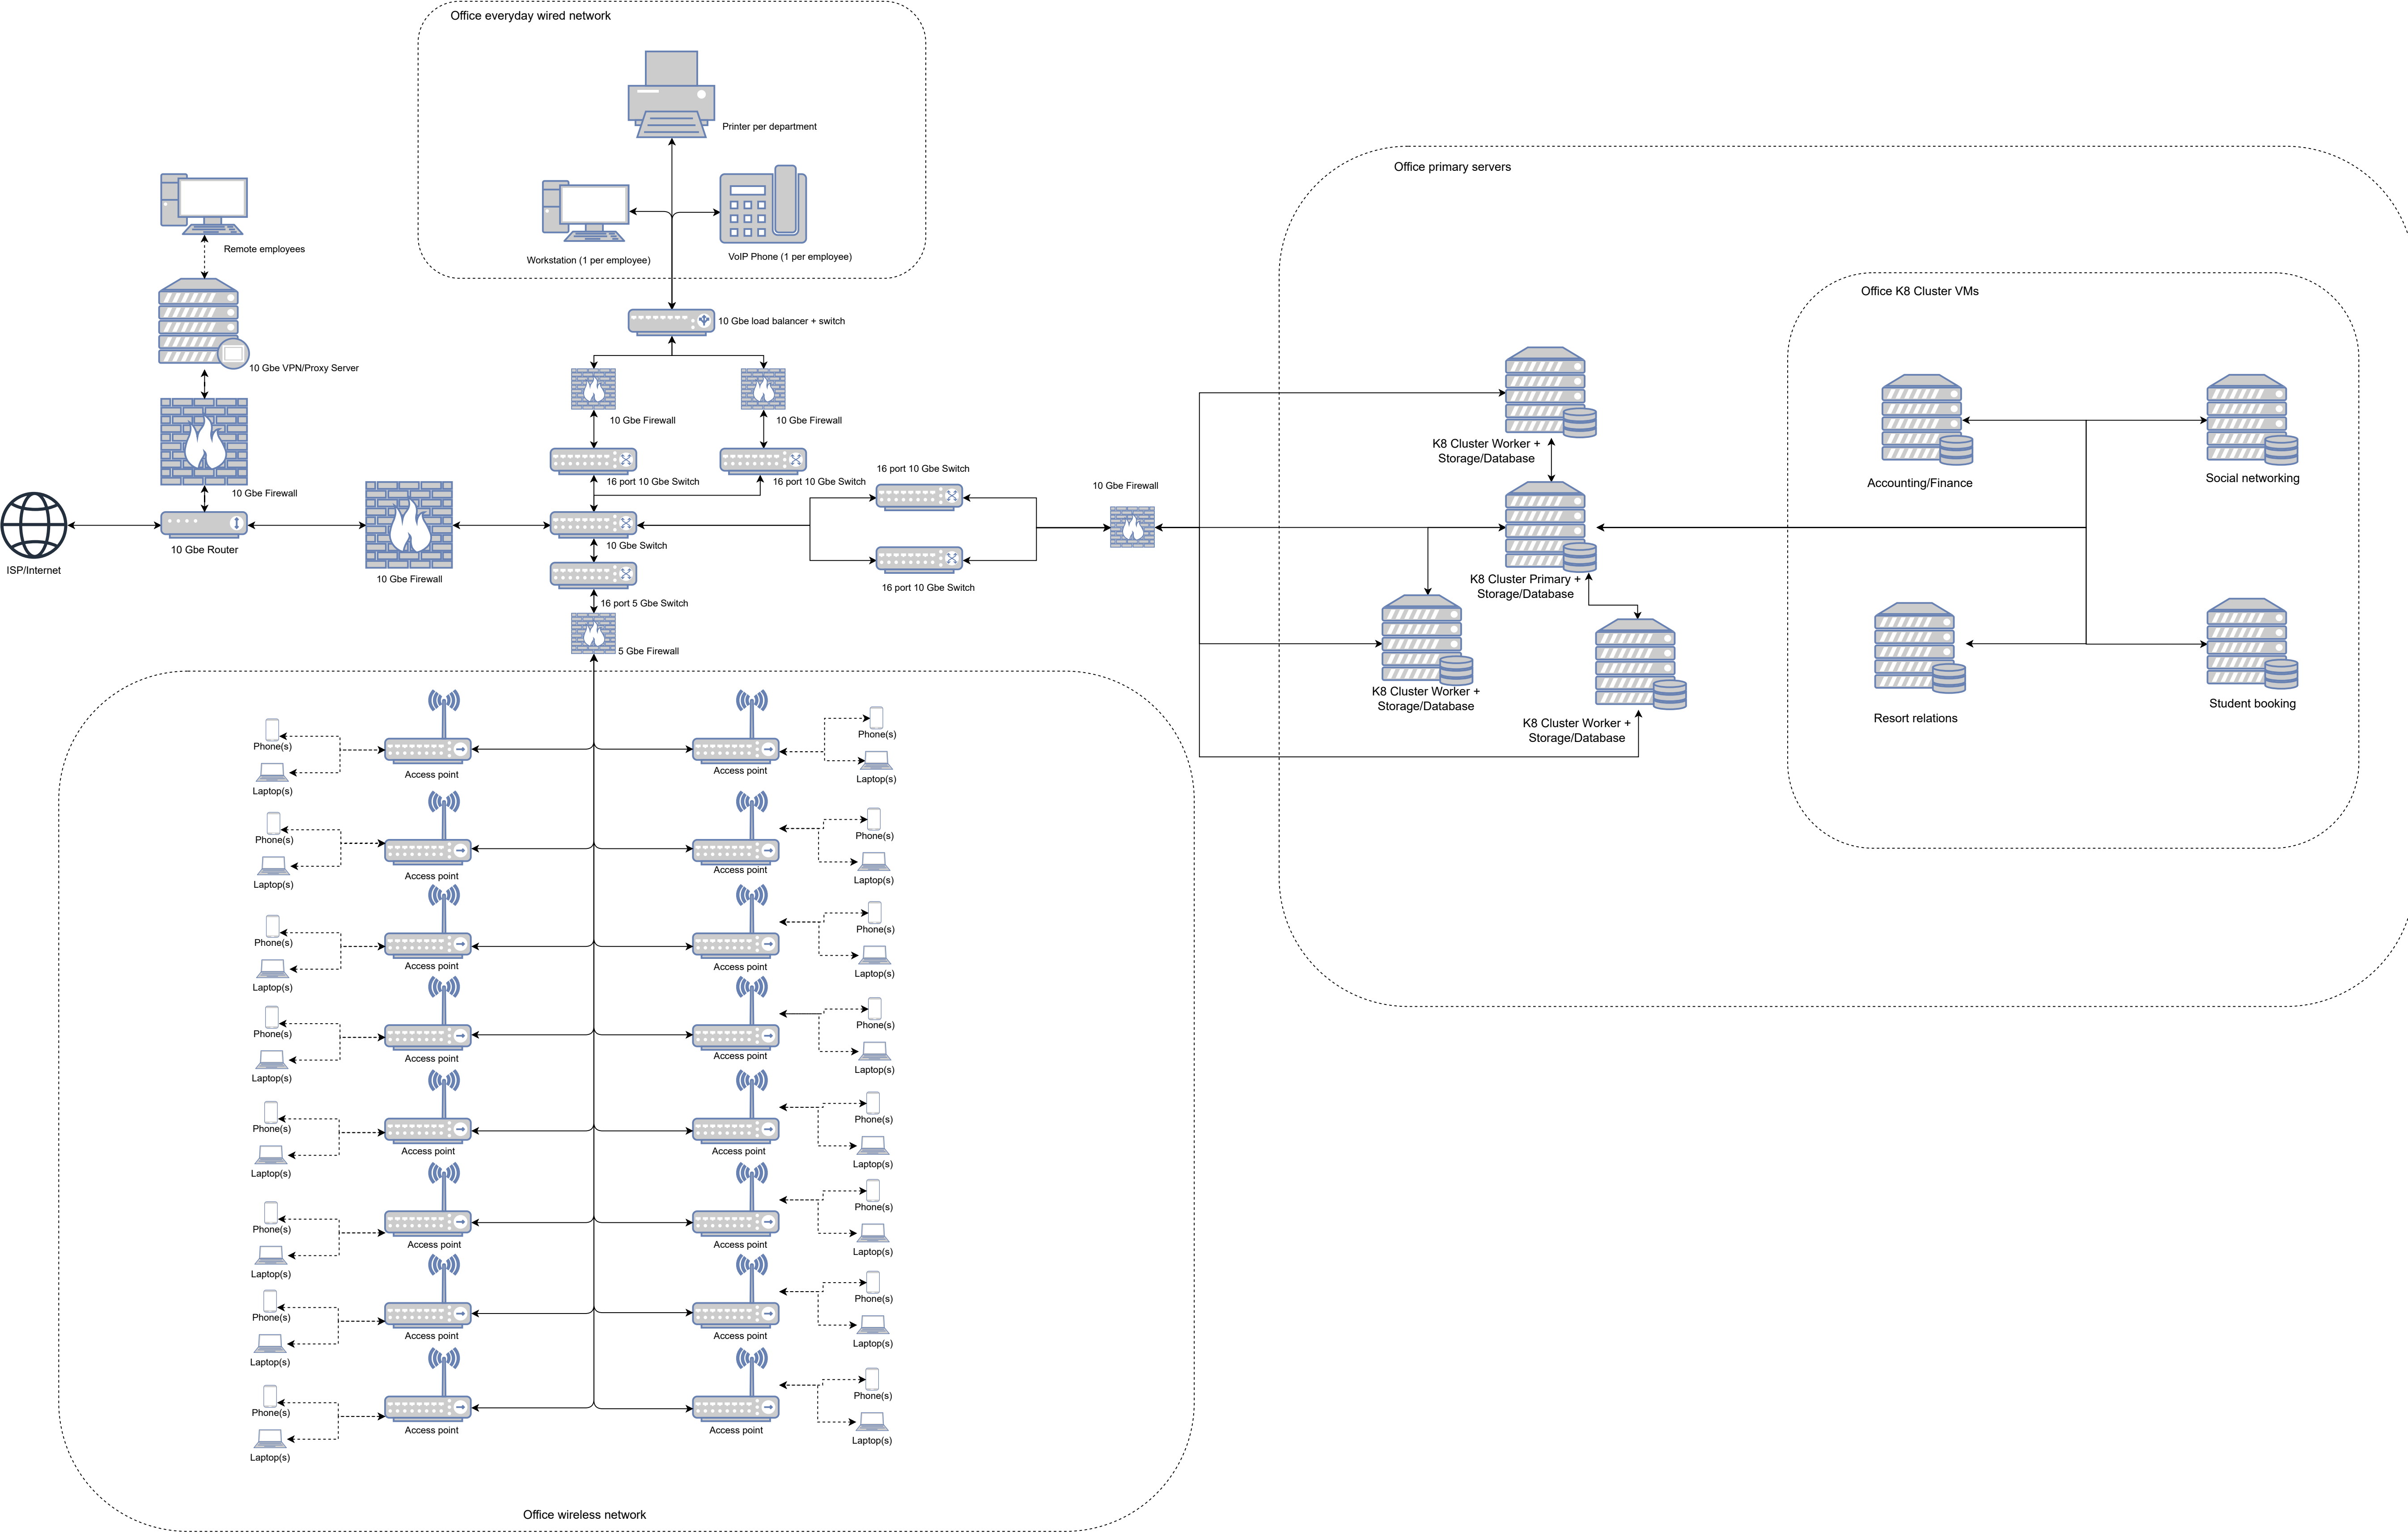 Office everyday wired network
Printer per department
Workstation (1 per employee)
VoIP Phone (1 per employee)
Remote employees
10 Gbe VPN/Proxy Server
10 Gbe Firewall
10 Gbe Router
ISP/Internet
10 Gbe Firewall
10 Gbe load balancer + switch
10 Gbe Firewall
10 Gbe Firewall
16 port 10 Gbe Switch
16 port 10 Gbe Switch
10 Gbe Switch
16 port 5 Gbe Switch
5 Gbe Firewall
16 port 10 Gbe Switch
16 port 10 Gbe Switch
10 Gbe Firewall
Office primary servers
K8 Cluster Worker +
Storage/Database
K8 Cluster Primary +
Storage/Database
K8 Cluster Worker +
Storage/Database
K8 Cluster Worker +
Storage/Database
Office K8 Cluster VMs
Accounting/Finance
Social networking
Resort relations
Student booking
Phone(s)
Laptop(s)
Access point
Access point
Phone(s)
Laptop(s)
Phone(s)
Laptop(s)
Access point
Access point
Phone(s)
Laptop(s)
Phone(s)
Laptop(s)
Access point
Access point
Phone(s)
Laptop(s)
Phone(s)
Laptop(s)
Access point
Access point
Phone(s)
Laptop(s)
Phone(s)
Laptop(s)
Access point
Access point
Phone(s)
Laptop(s)
Phone(s)
Laptop(s)
Access point
Access point
Phone(s)
Laptop(s)
Phone(s)
Laptop(s)
Access point
Access point
Phone(s)
Laptop(s)
Phone(s)
Laptop(s)
Access point
Access point
Phone(s)
Laptop(s)
Office wireless network